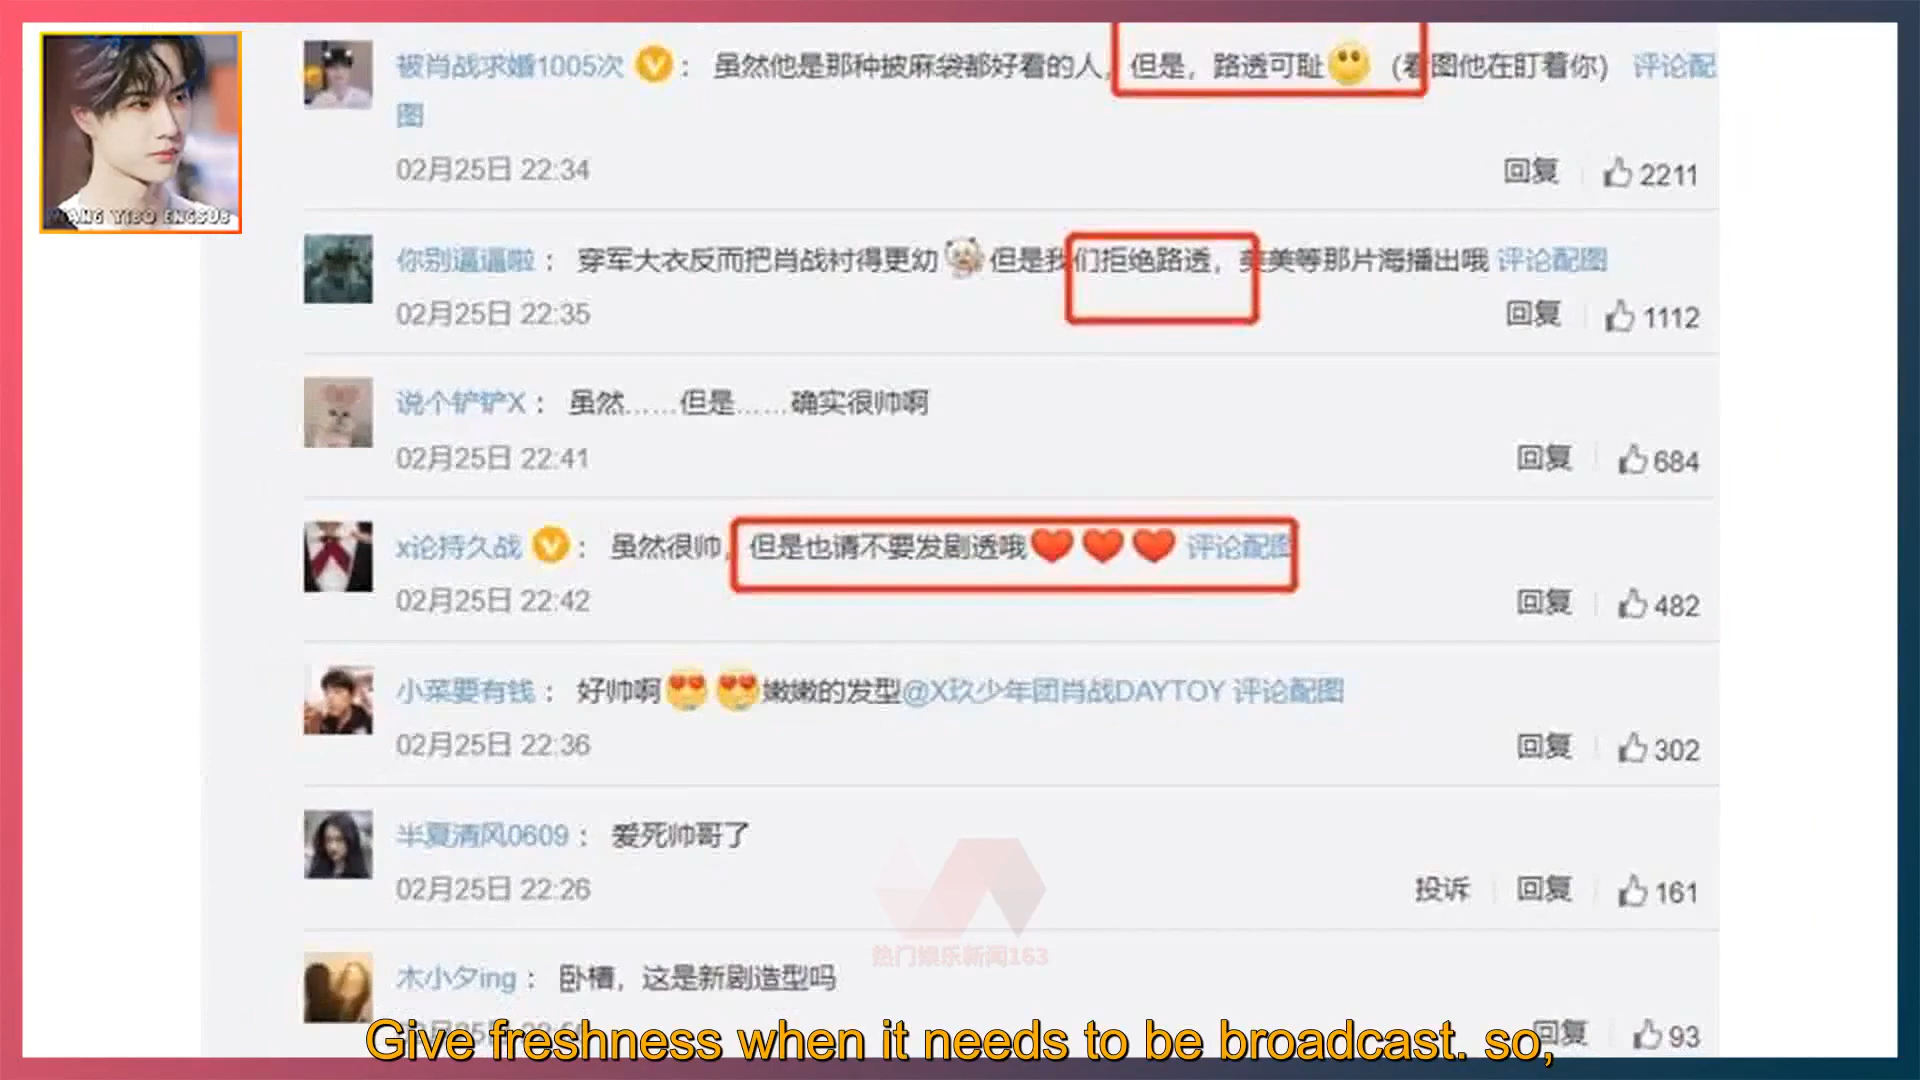 被肖战求婚1005次 : 虽然他是那种披麻袋都好看的人, 但是, 路透可耻 (看图他在盯着你) 评论配
图
02月25日 22:34 回复 2211
你别逼逼啦: 穿军大衣反而把肖战衬得更幼 但是我们拒绝路透, 美美等那片海播出哦 评论配图
02月25日 22:35 回复 1112
说个铲铲X: 虽然……但是……确实很帅啊
02月25日 22:41 回复 684
x论持久战 : 虽然很帅, 但是也请不要发剧透哦 评论配图
02月25日 22:42 回复 482
小菜要有钱: 好帅啊 嫩嫩的发型@X玖少年团肖战DAYTOY 评论配图
02月25日 22:36 回复 302
半夏清风0609: 爱死帅哥了
02月25日 22:26 投诉 回复 161
热门娱乐新闻163
木小夕ing: 卧槽, 这是新剧造型吗
回复 93
Give freshness when it needs to be broadcast. so,
YIBO ENGSUB